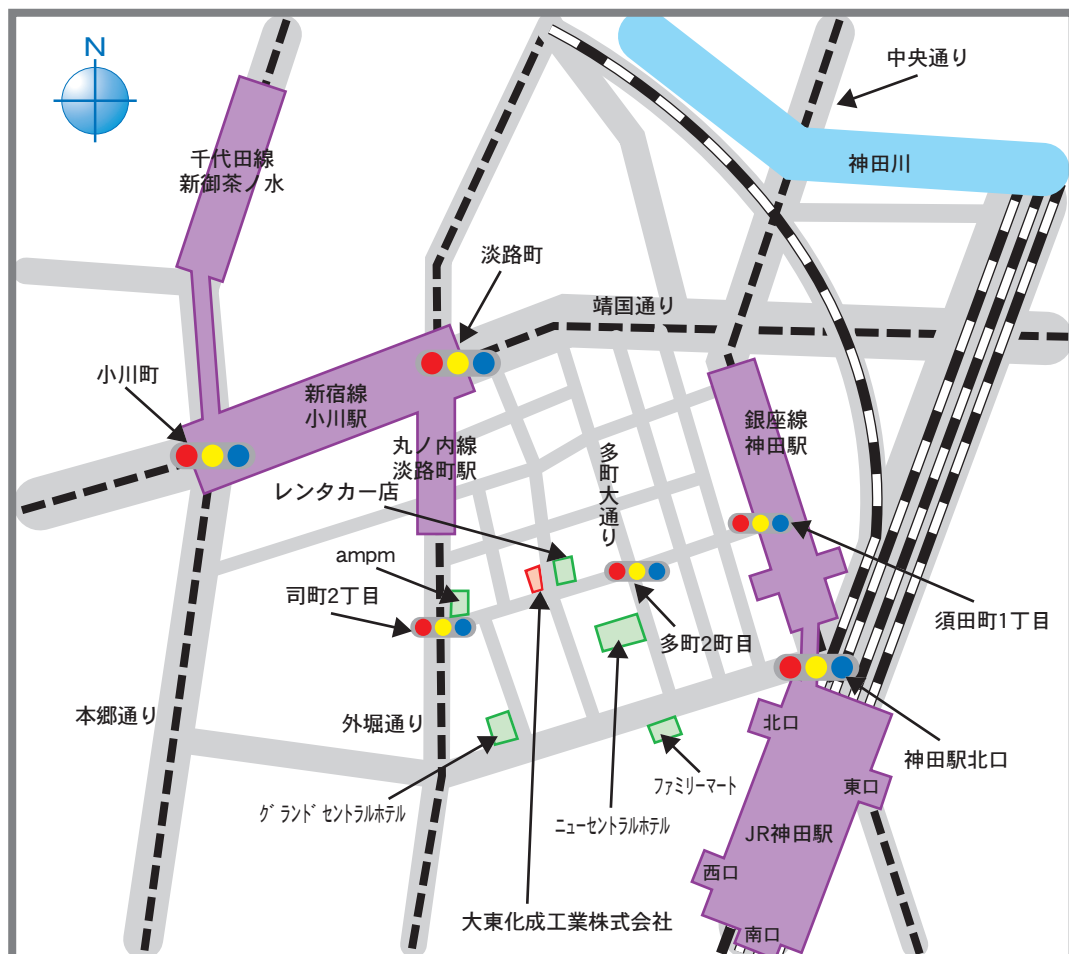 N
中央通り
千代田線
新御茶ノ水
神田川
淡路町
靖国通り
小川町
新宿線
小川駅
銀座線
神田駅
丸ノ内線
淡路町駅
多町大通り
レンタカー店
ampm
司町2丁目
須田町1丁目
多町2町目
本郷通り
外堀通り
北口
神田駅北口
ファミリーマート
東口
グランドセントラルホテル
ニューセントラルホテル
JR神田駅
西口
大東化成工業株式会社
南口